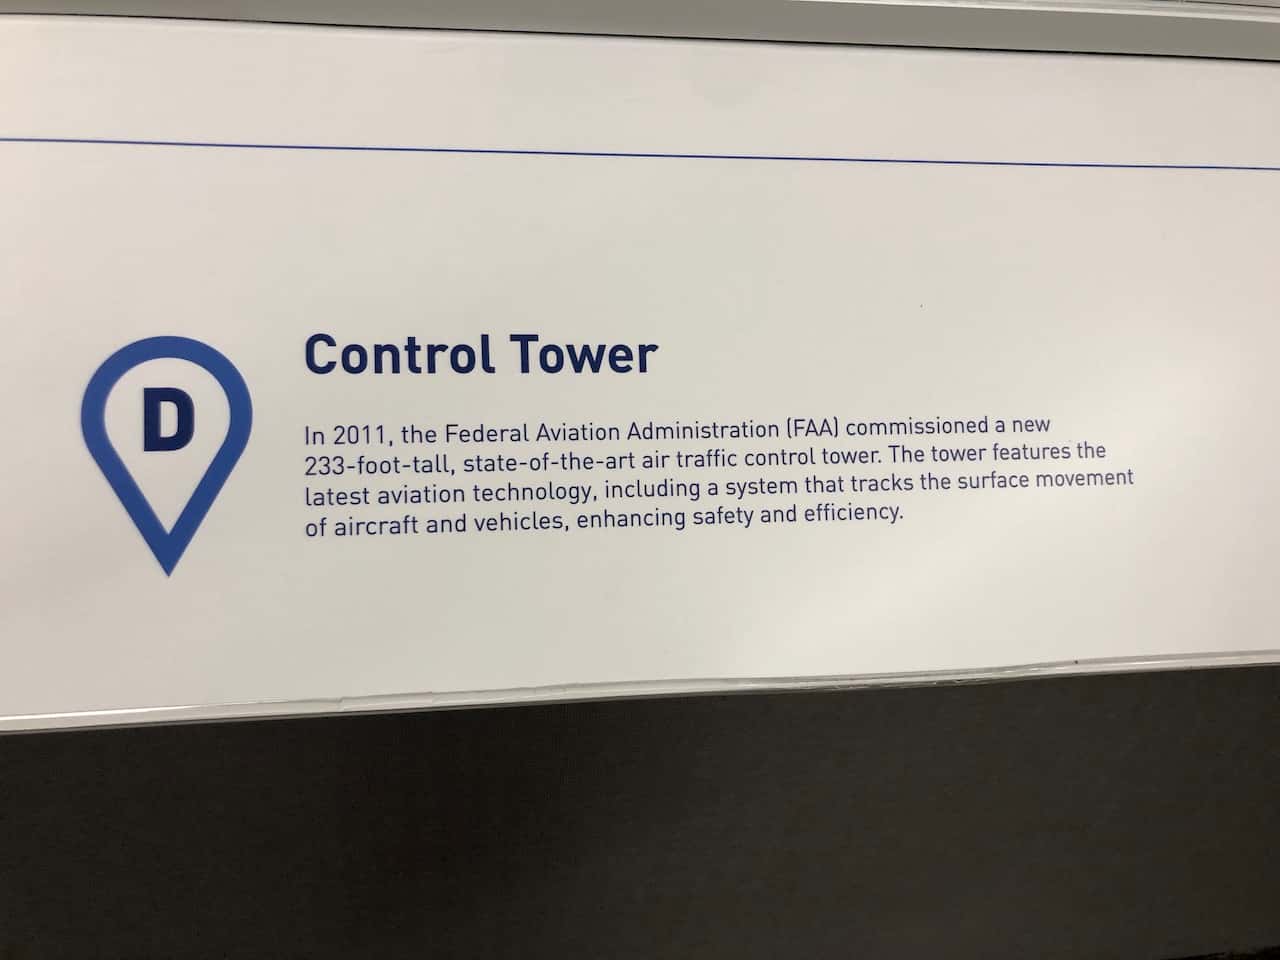 D
Control Tower
In 2011, the Federal Aviation Administration (FAA) commissioned a new
233-foot-tall, state-of-the-art air traffic control tower. The tower features the
latest aviation technology, including a system that tracks the surface movement
of aircraft and vehicles, enhancing safety and efficiency.